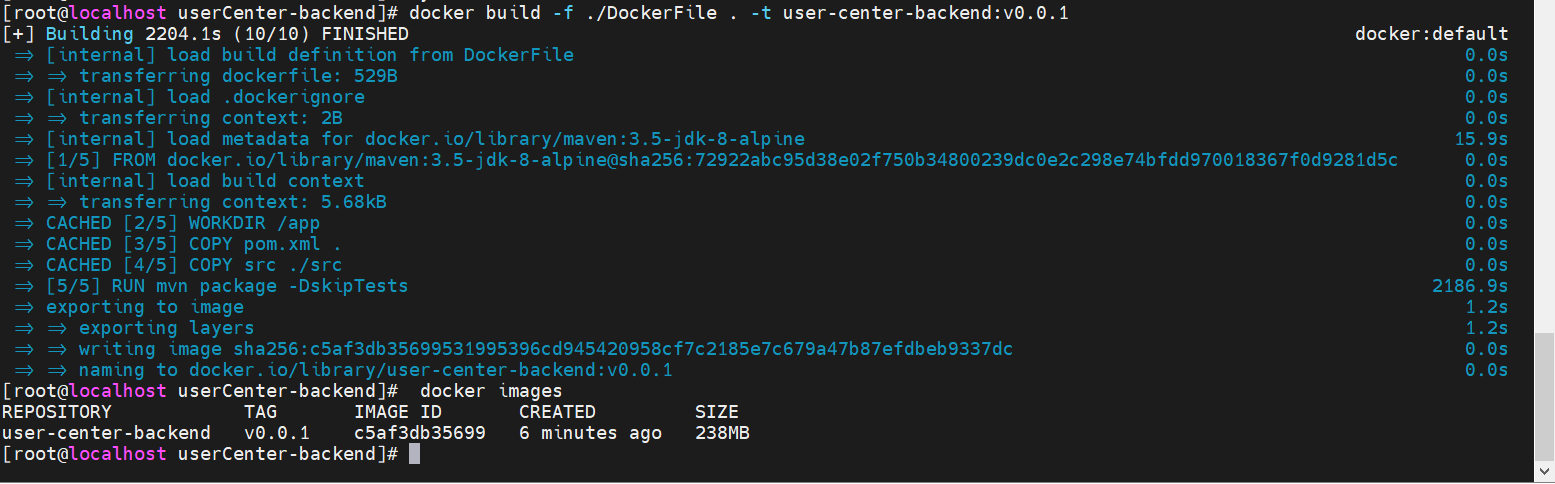 [root@localhost userCenter-backend]# docker build -f ./DockerFile . -t user-center-backend:v0.0.1
[+] Building 2204.1s (10/10) FINISHED docker:default
=> [internal] load build definition from DockerFile 0.0s
=> => transferring dockerfile: 529B 0.0s
=> [internal] load .dockerignore 0.0s
=> => transferring context: 2B 0.0s
=> [internal] load metadata for docker.io/library/maven:3.5-jdk-8-alpine 15.9s
=> [1/5] FROM docker.io/library/maven:3.5-jdk-8-alpine@sha256:72922abc95d38e02f750b34800239dc0e2c298e74bfdd970018367f0d9281d5c 0.0s
=> [internal] load build context 0.0s
=> => transferring context: 5.68kB 0.0s
=> CACHED [2/5] WORKDIR /app 0.0s
=> CACHED [3/5] COPY pom.xml . 0.0s
=> CACHED [4/5] COPY src ./src 0.0s
=> [5/5] RUN mvn package -DskipTests 2186.9s
=> exporting to image 1.2s
=> => exporting layers 1.2s
=> => writing image sha256:c5af3db35699531995396cd945420958cf7c2185e7c679a47b87efdbeb9337dc 0.0s
=> => naming to docker.io/library/user-center-backend:v0.0.1 0.0s
[root@localhost userCenter-backend]#  docker images
REPOSITORY TAG IMAGE ID CREATED SIZE
user-center-backend v0.0.1 c5af3db35699 6 minutes ago 238MB
[root@localhost userCenter-backend]#